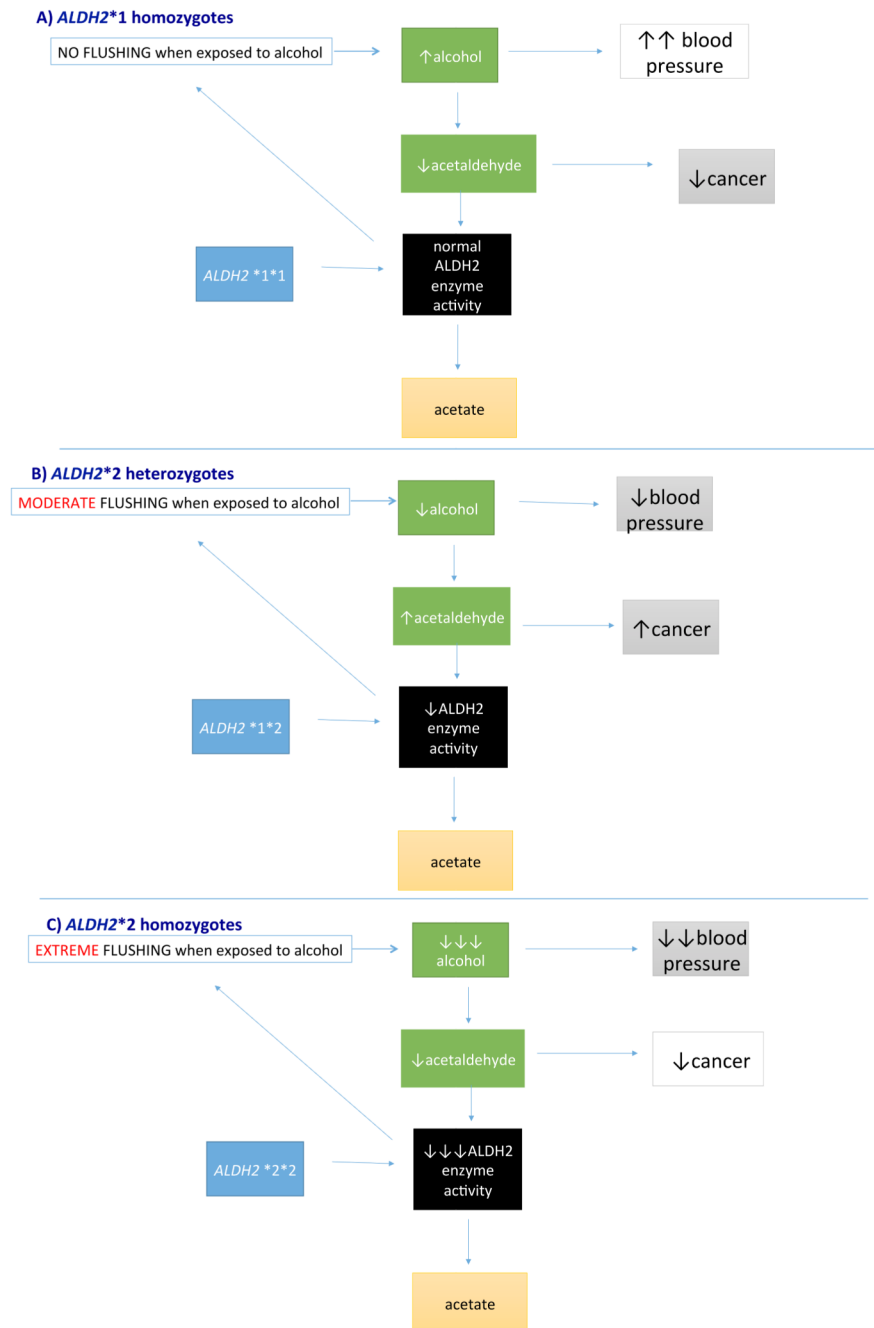 A) ALDH2*1 homozygotes
NO FLUSHING when exposed to alcohol
↑alcohol
↑↑ blood
pressure
↓acetaldehyde
↓cancer
ALDH2 *1*1
normal
ALDH2
enzyme
activity
acetate
B) ALDH2*2 heterozygotes
MODERATE FLUSHING when exposed to alcohol
↓alcohol
↓blood
pressure
↑acetaldehyde
↑cancer
ALDH2 *1*2
↓ALDH2
enzyme
activity
acetate
C) ALDH2*2 homozygotes
EXTREME FLUSHING when exposed to alcohol
↓↓↓
alcohol
↓↓blood
pressure
↓acetaldehyde
↓cancer
ALDH2 *2*2
↓↓↓ALDH2
enzyme
activity
acetate